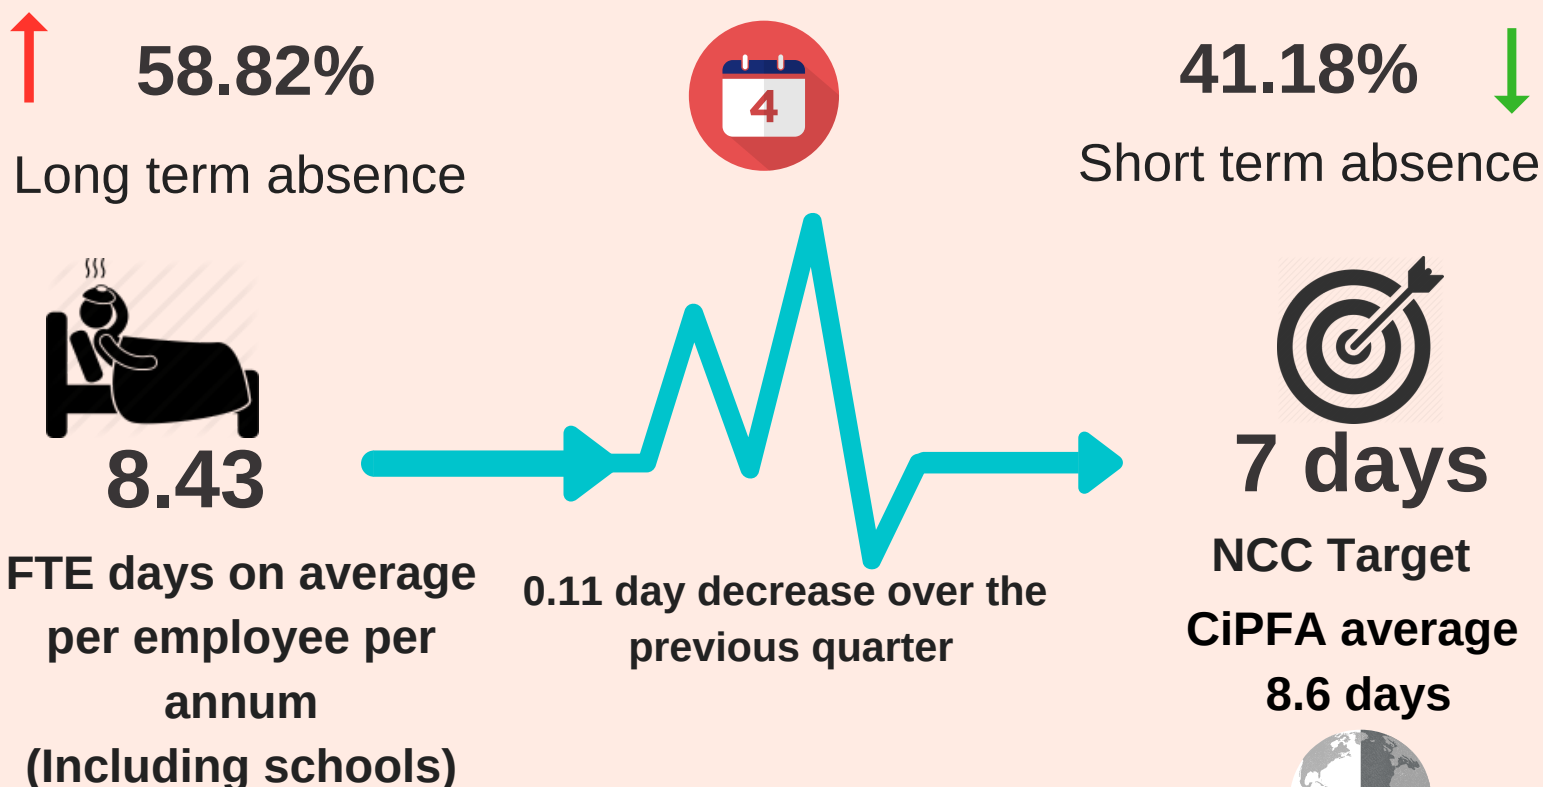 58.82%
Long term absence
4
41.18%
Short term absence
8.43
FTE days on average
per employee per
annum
(Including schools)
0.11 day decrease over the
previous quarter
7 days
NCC Target
CiPFA average
8.6 days